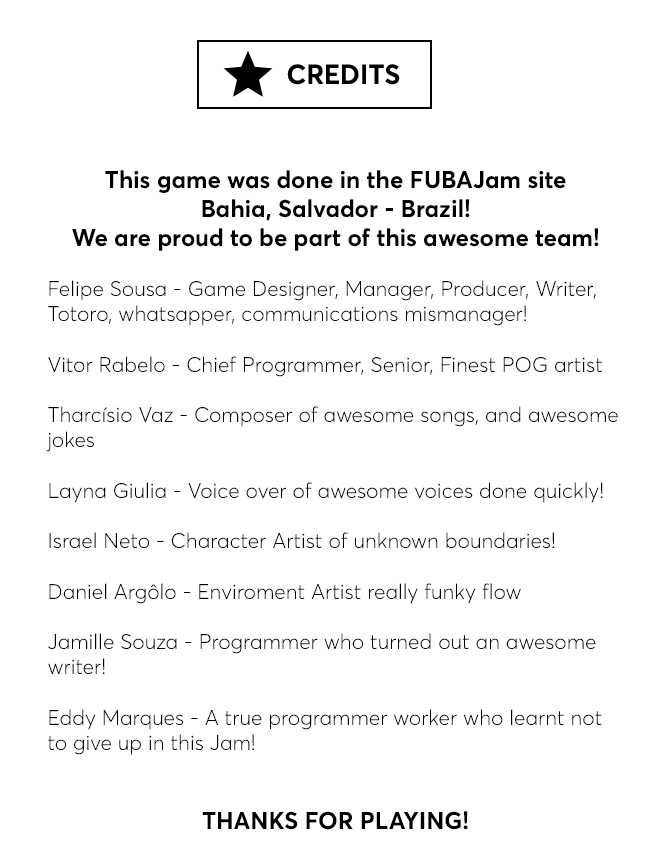 CREDITS
This game was done in the FUBAJam site
Bahia, Salvador - Brazil!
We are proud to be part of this awesome team!
Felipe Sousa - Game Designer, Manager, Producer, Writer,
Totoro, whatsapper, communications mismanager!
Vitor Rabelo - Chief Programmer, Senior, Finest POG artist
Tharcísio Vaz - Composer of awesome songs, and awesome
jokes
Layna Giulia - Voice over of awesome voices done quickly!
Israel Neto - Character Artist of unknown boundaries!
Daniel Argôlo - Enviroment Artist really funky flow
Jamille Souza - Programmer who turned out an awesome
writer!
Eddy Marques - A true programmer worker who learnt not
to give up in this Jam!
THANKS FOR PLAYING!